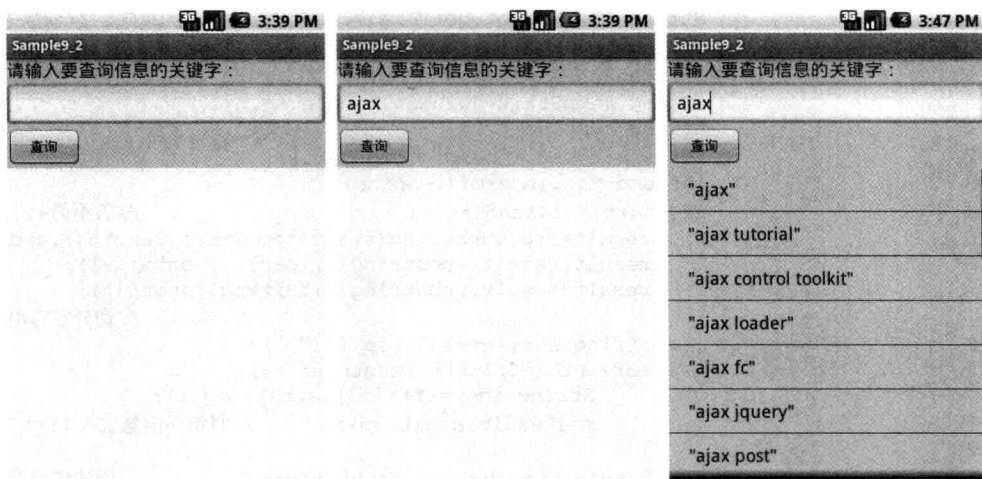 3G 3:39 PM
Sample9_2
请输入要查询信息的关键字：
查询
3G 3:39 PM
Sample9_2
请输入要查询信息的关键字：
ajax
查询
3G 3:47 PM
Sample9_2
请输入要查询信息的关键字：
ajax
查询
"ajax"
"ajax tutorial"
"ajax control toolkit"
"ajax loader"
"ajax fc"
"ajax jquery"
"ajax post"